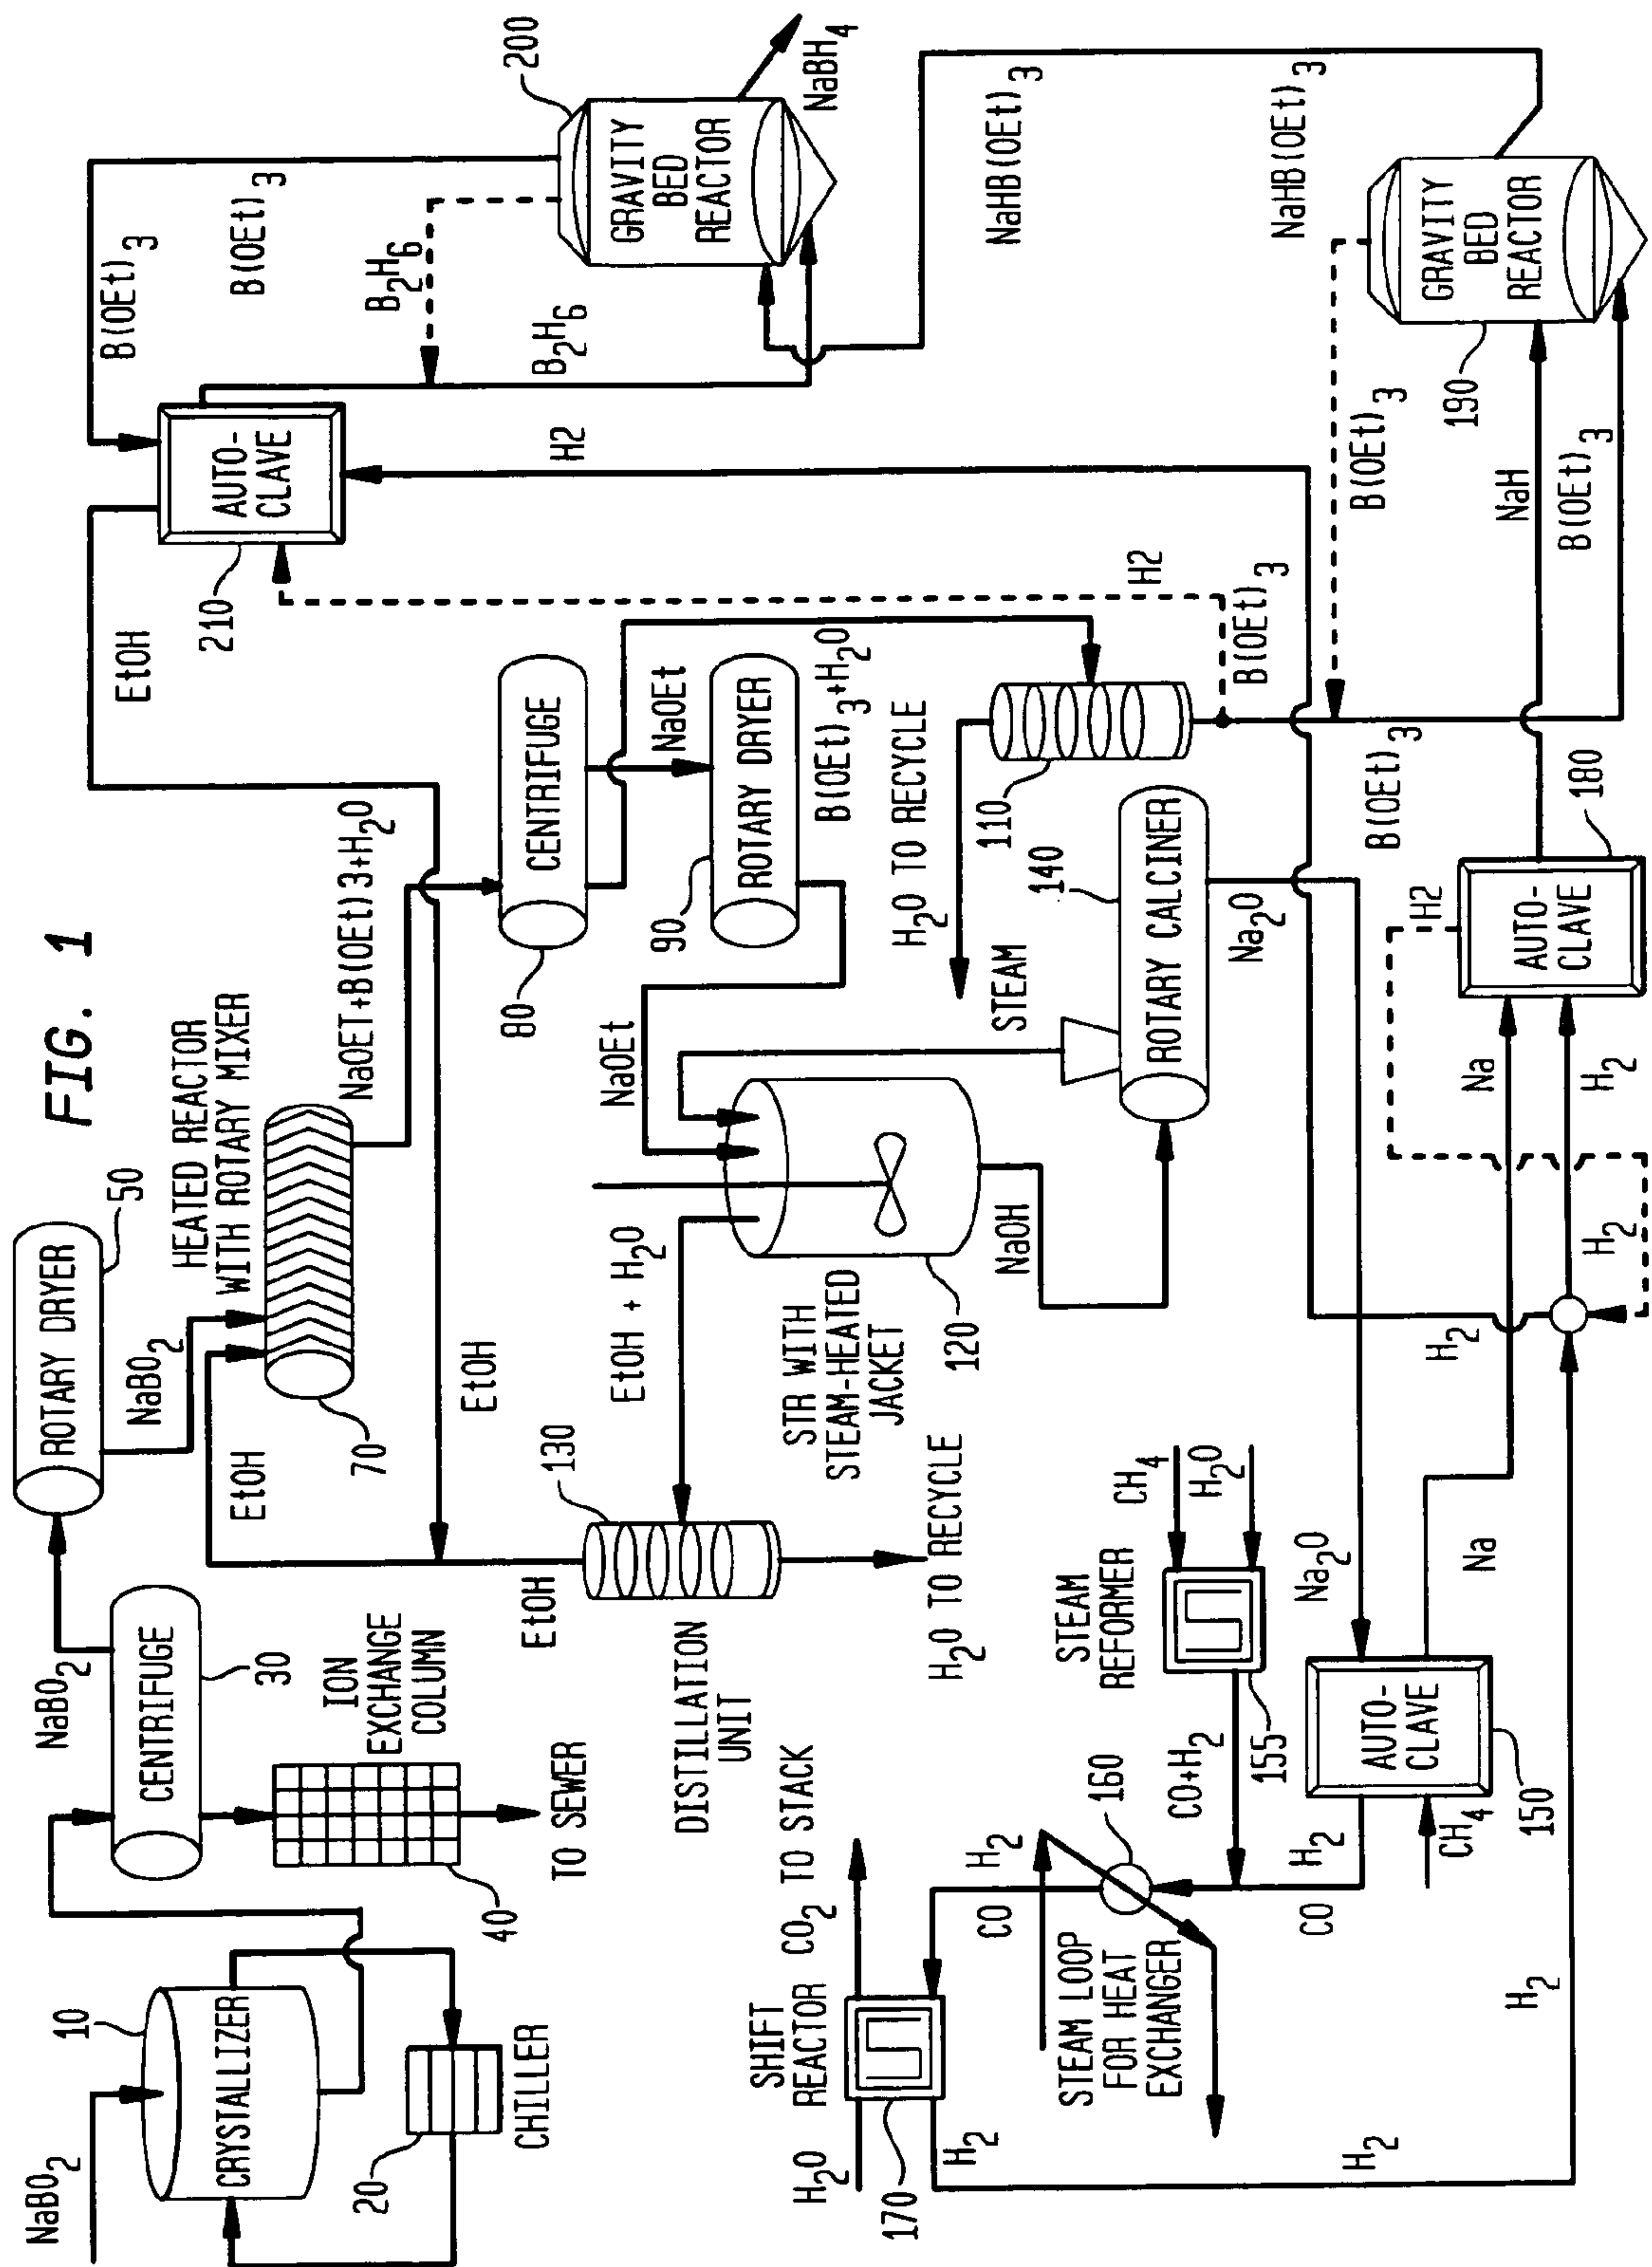 FIG. 1
NaBO2
10
CRYSTALLIZER
20
CHILLER
NaBO2
CENTRIFUGE
30
ION
EXCHANGE
COLUMN
40
TO SEWER
ROTARY DRYER
50
NaBO2
EtOH
HEATED REACTOR
WITH ROTARY MIXER
70
NaOET+B(OEt)3+H2O
EtOH
EtOH
EtOH
130
DISTILLATION
UNIT
H2O TO RECYCLE
EtOH + H2O
STR WITH
STEAM-HEATED
JACKET
120
NaOEt
NaOH
CENTRIFUGE
80
NaOEt
ROTARY DRYER
90
B(OEt)3+H2O
H2O TO RECYCLE
110
STEAM
140
ROTARY CALCINER
Na2O
AUTO-
CLAVE
210
B(OEt)3
B(OEt)3
B2H6
B2H6
H2
H2
200
GRAVITY
BED
REACTOR
NaBH4
NaHB(OEt)3
NaHB(OEt)3
B(OEt)3
B(OEt)3
B(OEt)3
NaH
B(OEt)3
190
GRAVITY
BED
REACTOR
180
AUTO-
CLAVE
H2
Na
H2
H2
H2
STEAM
REFORMER
CH4
H2O
155
CO+H2
Na2O
Na
AUTO-
CLAVE
150
CH4
H2
CO
160
H2
CO
STEAM LOOP
FOR HEAT
EXCHANGER
SHIFT
REACTOR
CO2 TO STACK
H2O
170
H2
H2
H2